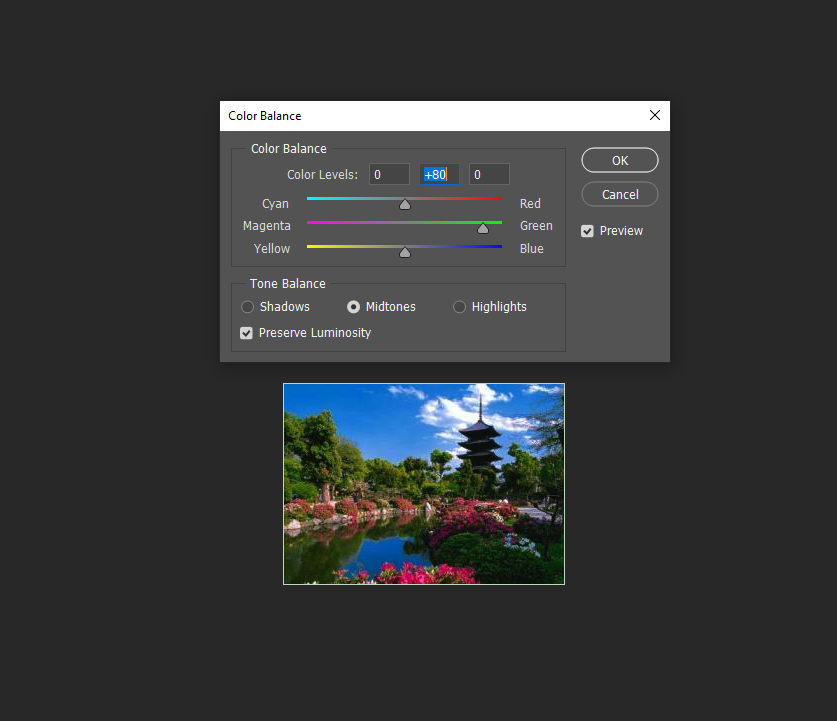 Color Balance
Color Balance
Color Levels: 0 +80 0
Cyan Red
Magenta Green
Yellow Blue
Tone Balance
Shadows Midtones Highlights
Preserve Luminosity
OK
Cancel
Preview